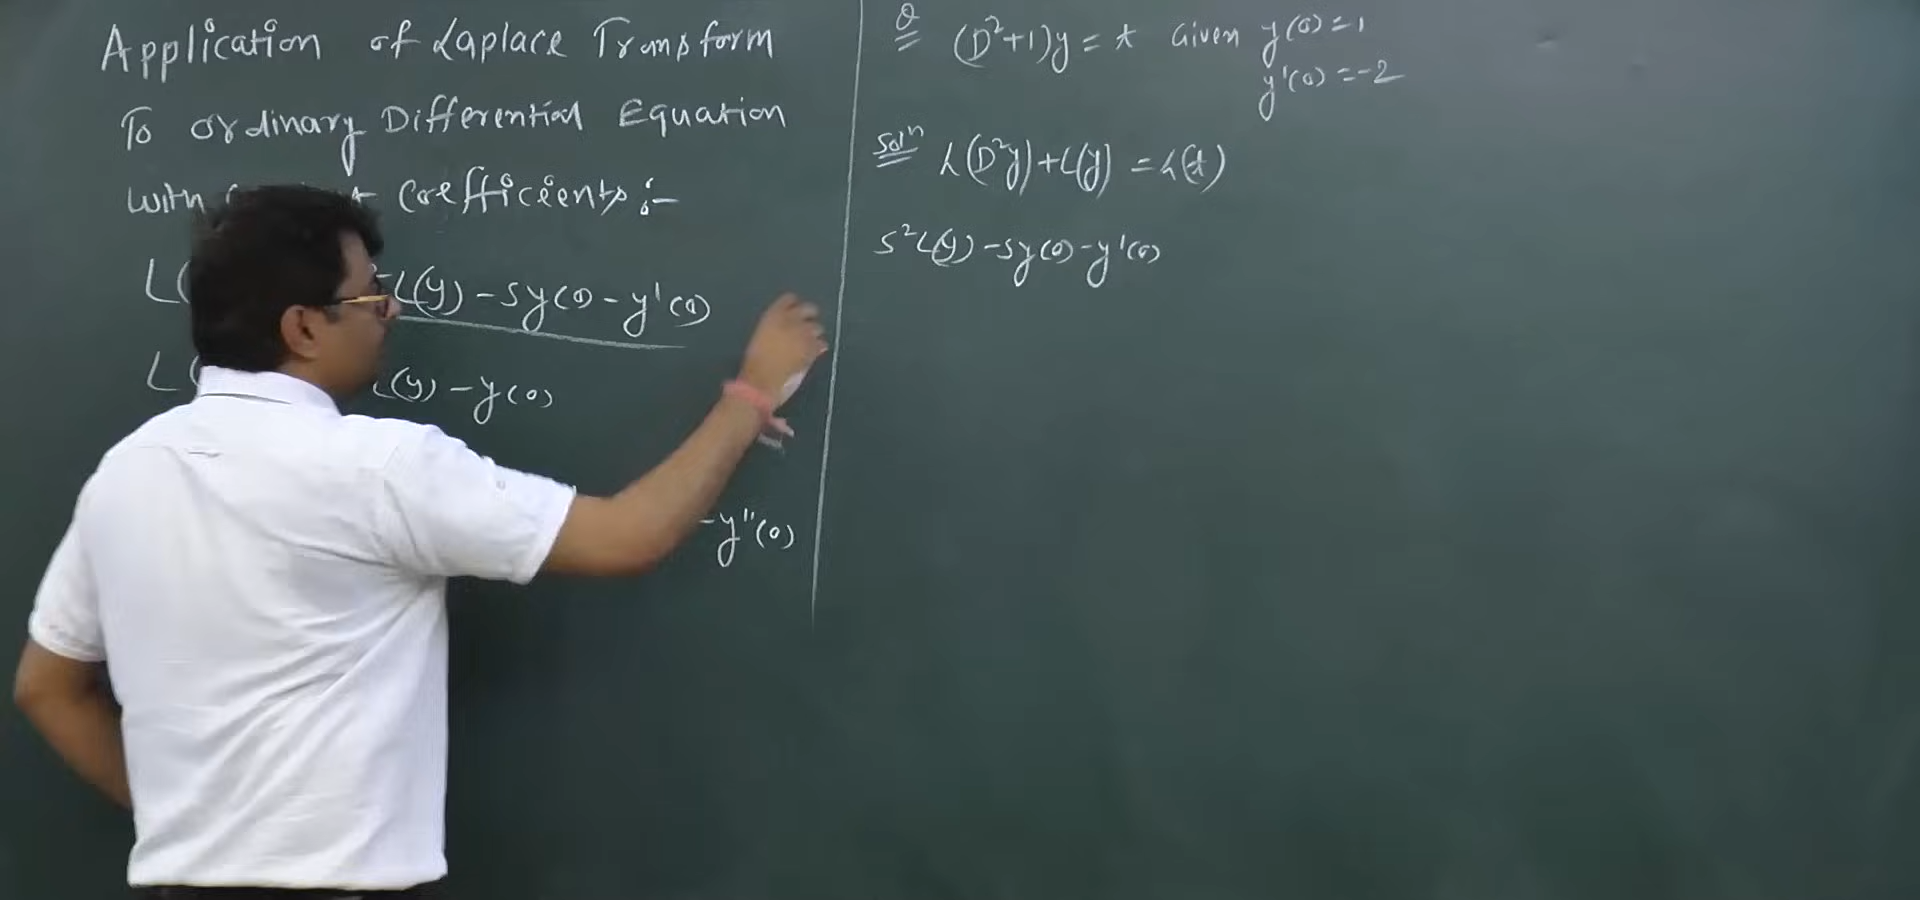 Application of Laplace Transform
To ordinary Differential Equation
with coefficients :-
L( L(y) - sy(0) - y'(0)
L( L(y) - y(0)
- y''(0)
Q (D²+1)y = t Given y(0) = 1
y'(0) = -2
Solⁿ L(D²y) + L(y) = L(t)
s²L(y) - sy(0) - y'(0)